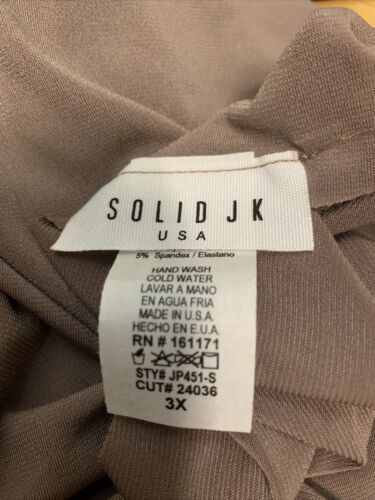 SOLID JK
USA
5% Spandex / Elastano
HAND WASH
COLD WATER
LAVAR A MANO
EN AGUA FRIA
MADE IN U.S.A.
HECHO EN E.U.A.
RN # 161171
STY# JP451-S
CUT# 24036
3X